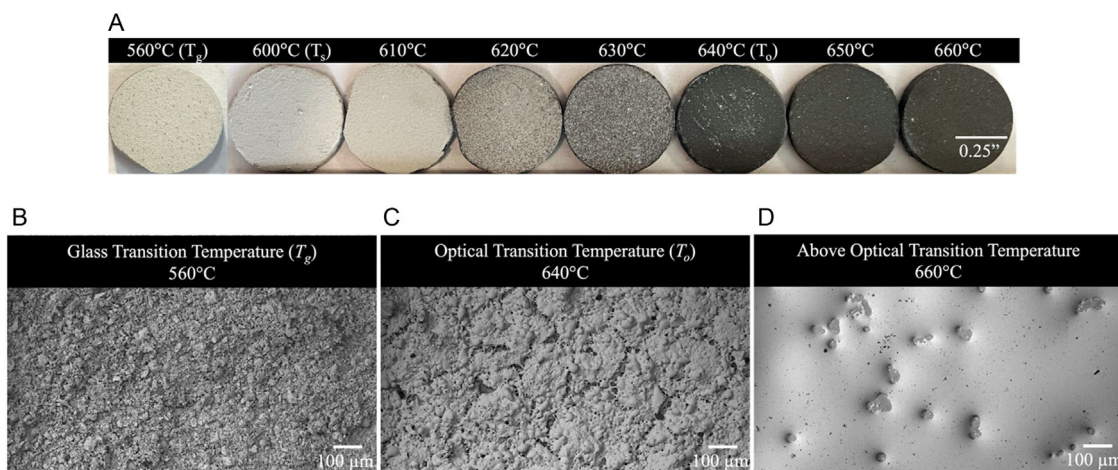 A
560°C (Tg) 600°C (Ts) 610°C 620°C 630°C 640°C (To) 650°C 660°C
0.25”
B C D
Glass Transition Temperature (Tg) Optical Transition Temperature (To) Above Optical Transition Temperature
560°C 640°C 660°C
100 µm 100 µm 100 µm